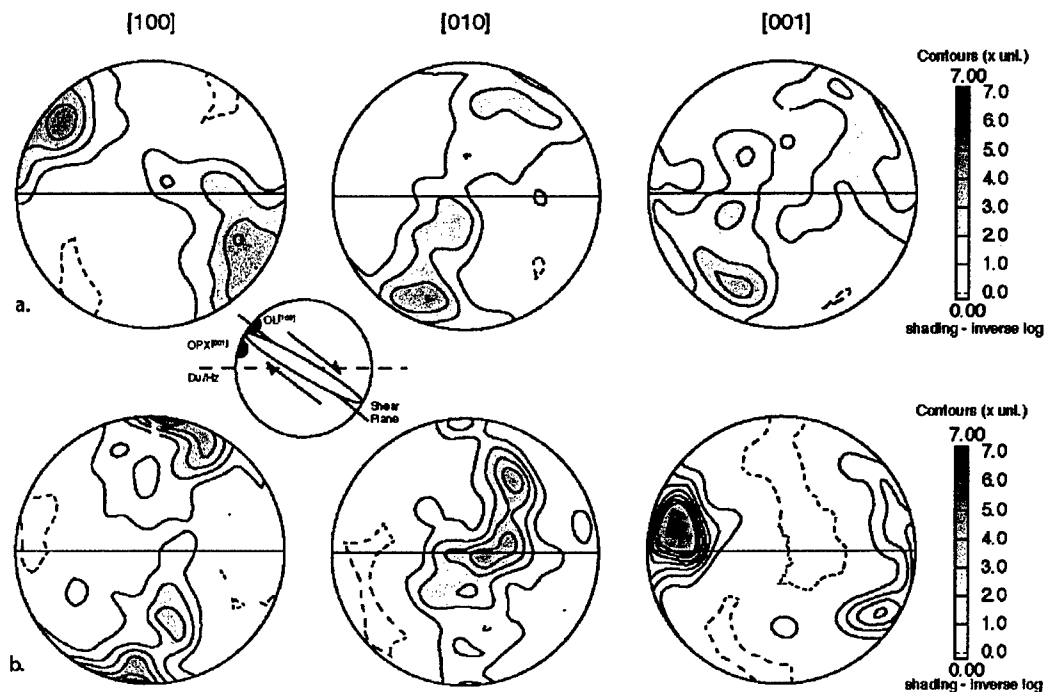 [100] [010] [001]
Contours (x uni.)
7.00
7.0
6.0
5.0
4.0
3.0
2.0
1.0
0.0
0.00
shading - inverse log
a.
OL[100]
OPX[001]
Du/Hz
Shear
Plane
Contours (x uni.)
7.00
7.0
6.0
5.0
4.0
3.0
2.0
1.0
0.0
0.00
shading - inverse log
b.